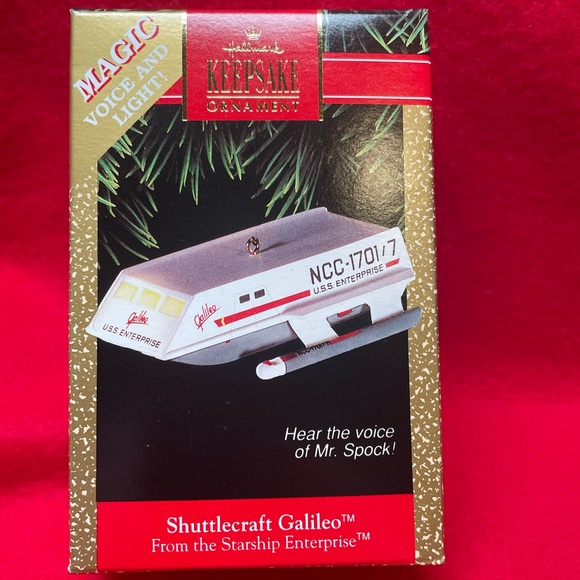 MAGIC
VOICE AND
LIGHT!
Hallmark
KEEPSAKE
ORNAMENT
NCC-1701/7
U.S.S. ENTERPRISE
Galileo
Galileo
U.S.S. ENTERPRISE
Hear the voice
of Mr. Spock!
Shuttlecraft Galileo™
From the Starship Enterprise™